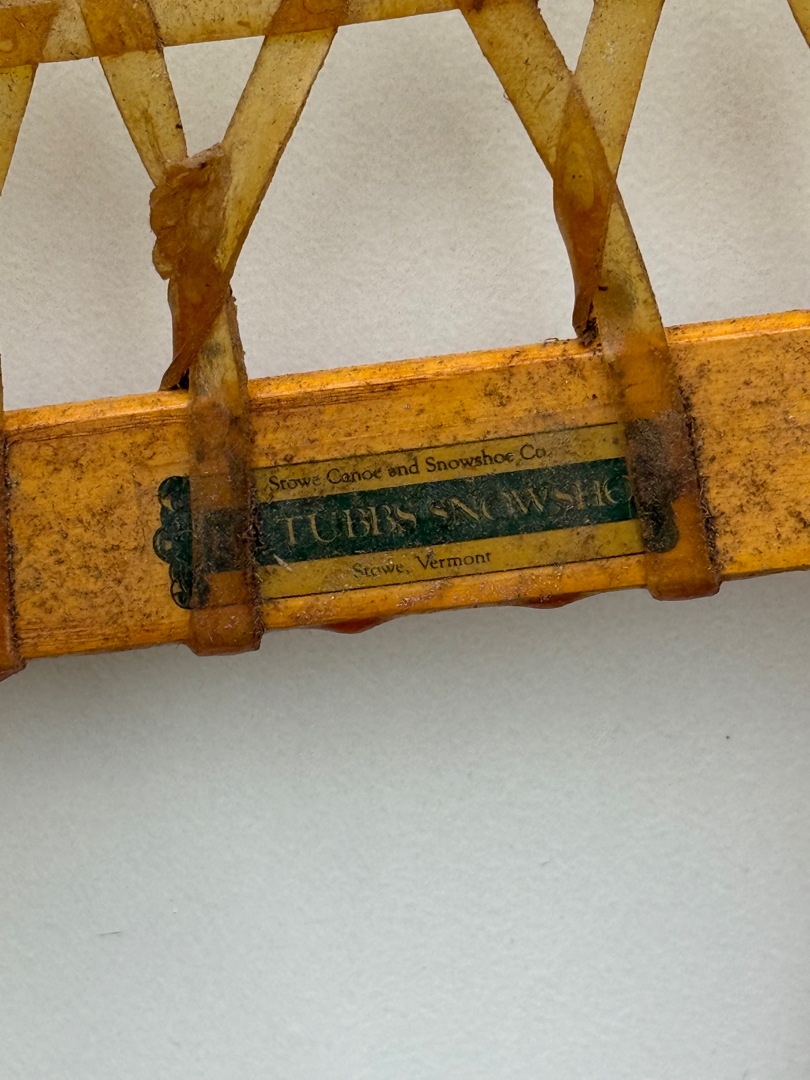 Stowe Canoe and Snowshoe Co.
TUBBS SNOWSHO
Stowe, Vermont